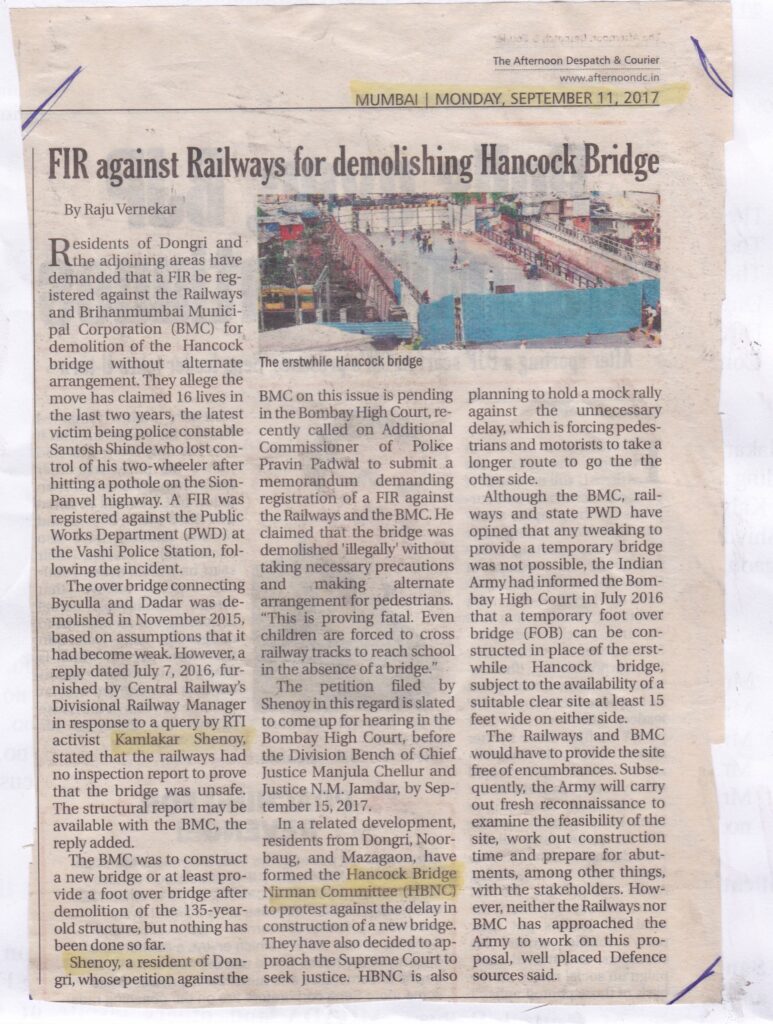 The Afternoon Despatch & Courier
www.afternoondc.in
MUMBAI | MONDAY, SEPTEMBER 11, 2017
FIR against Railways for demolishing Hancock Bridge
By Raju Vernekar
Residents of Dongri and
the adjoining areas have
demanded that a FIR be reg-
istered against the Railways
and Brihanmumbai Munici-
pal Corporation (BMC) for
demolition of the Hancock
bridge without alternate
arrangement. They allege the
move has claimed 16 lives in
the last two years, the latest
victim being police constable
Santosh Shinde who lost con-
trol of his two-wheeler after
hitting a pothole on the Sion-
Panvel highway. A FIR was
registered against the Public
Works Department (PWD) at
the Vashi Police Station, fol-
lowing the incident.
The over bridge connecting
Byculla and Dadar was de-
molished in November 2015,
based on assumptions that it
had become weak. However, a
reply dated July 7, 2016, fur-
nished by Central Railway's
Divisional Railway Manager
in response to a query by RTI
activist Kamlakar Shenoy,
stated that the railways had
no inspection report to prove
that the bridge was unsafe.
The structural report may be
available with the BMC, the
reply added.
The BMC was to construct
a new bridge or at least pro-
vide a foot over bridge after
demolition of the 135-year-
old structure, but nothing has
been done so far.
Shenoy, a resident of Don-
gri, whose petition against the
The erstwhile Hancock bridge
BMC on this issue is pending
in the Bombay High Court, re-
cently called on Additional
Commissioner of Police
Pravin Padwal to submit a
memorandum demanding
registration of a FIR against
the Railways and the BMC. He
claimed that the bridge was
demolished 'illegally' without
taking necessary precautions
and making alternate
arrangement for pedestrians.
"This is proving fatal. Even
children are forced to cross
railway tracks to reach school
in the absence of a bridge."
The petition filed by
Shenoy in this regard is slated
to come up for hearing in the
Bombay High Court, before
the Division Bench of Chief
Justice Manjula Chellur and
Justice N.M. Jamdar, by Sep-
tember 15, 2017.
In a related development,
residents from Dongri, Noor-
baug, and Mazagaon, have
formed the Hancock Bridge
Nirman Committee (HBNC)
to protest against the delay in
construction of a new bridge.
They have also decided to ap-
proach the Supreme Court to
seek justice. HBNC is also
planning to hold a mock rally
against the unnecessary
delay, which is forcing pedes-
trians and motorists to take a
longer route to go the the
other side.
Although the BMC, rail-
ways and state PWD have
opined that any tweaking to
provide a temporary bridge
was not possible, the Indian
Army had informed the Bom-
bay High Court in July 2016
that a temporary foot over
bridge (FOB) can be con-
structed in place of the erst-
while Hancock bridge,
subject to the availability of a
suitable clear site at least 15
feet wide on either side.
The Railways and BMC
would have to provide the site
free of encumbrances. Subse-
quently, the Army will carry
out fresh reconnaissance to
examine the feasibility of the
site, work out construction
time and prepare for abut-
ments, among other things,
with the stakeholders. How-
ever, neither the Railways nor
BMC has approached the
Army to work on this pro-
posal, well placed Defence
sources said.